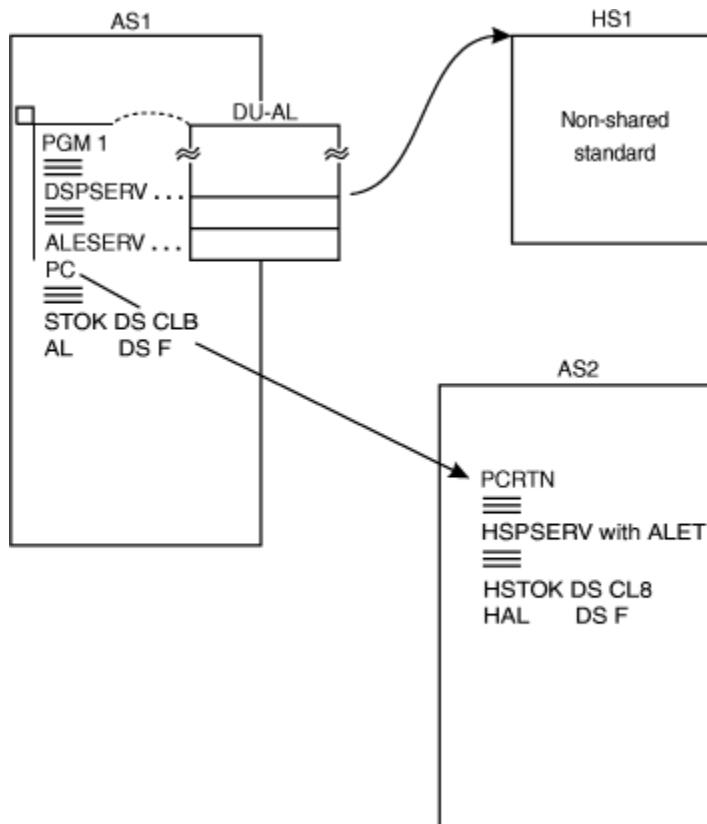 AS1
HS1
DU-AL
Non-shared
standard
PGM 1
DSPSERV . . .
ALESERV . . .
PC
STOK DS CLB
AL DS F
AS2
PCRTN
HSPSERV with ALET
HSTOK DS CL8
HAL DS F